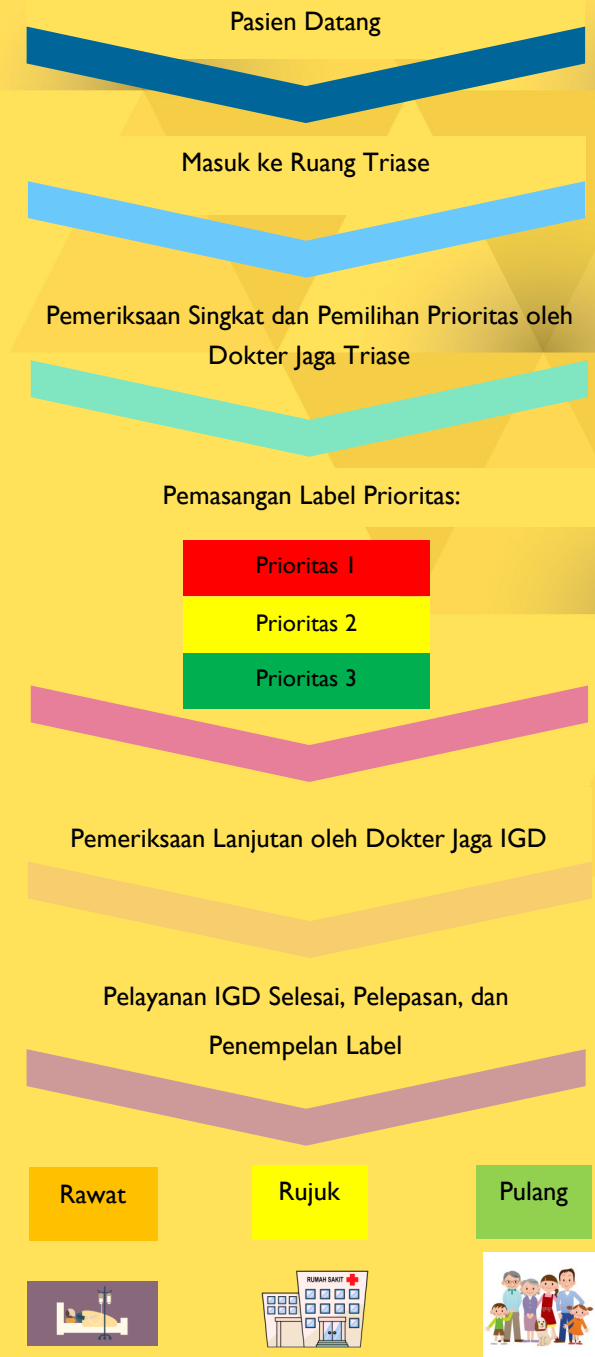 Pasien Datang
Masuk ke Ruang Triase
Pemeriksaan Singkat dan Pemilihan Prioritas oleh
Dokter Jaga Triase
Pemasangan Label Prioritas:
Prioritas 1
Prioritas 2
Prioritas 3
Pemeriksaan Lanjutan oleh Dokter Jaga IGD
Pelayanan IGD Selesai, Pelepasan, dan
Penempelan Label
Rawat
Rujuk
Pulang
RUMAH SAKIT